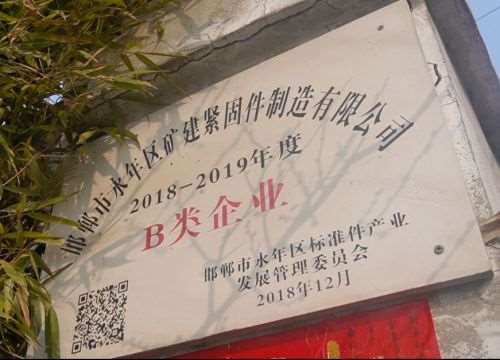 邯郸市永年区矿建紧固件制造有限公司
2018-2019年度
B类企业
邯郸市永年区标准件产业
发展管理委员会
2018年12月